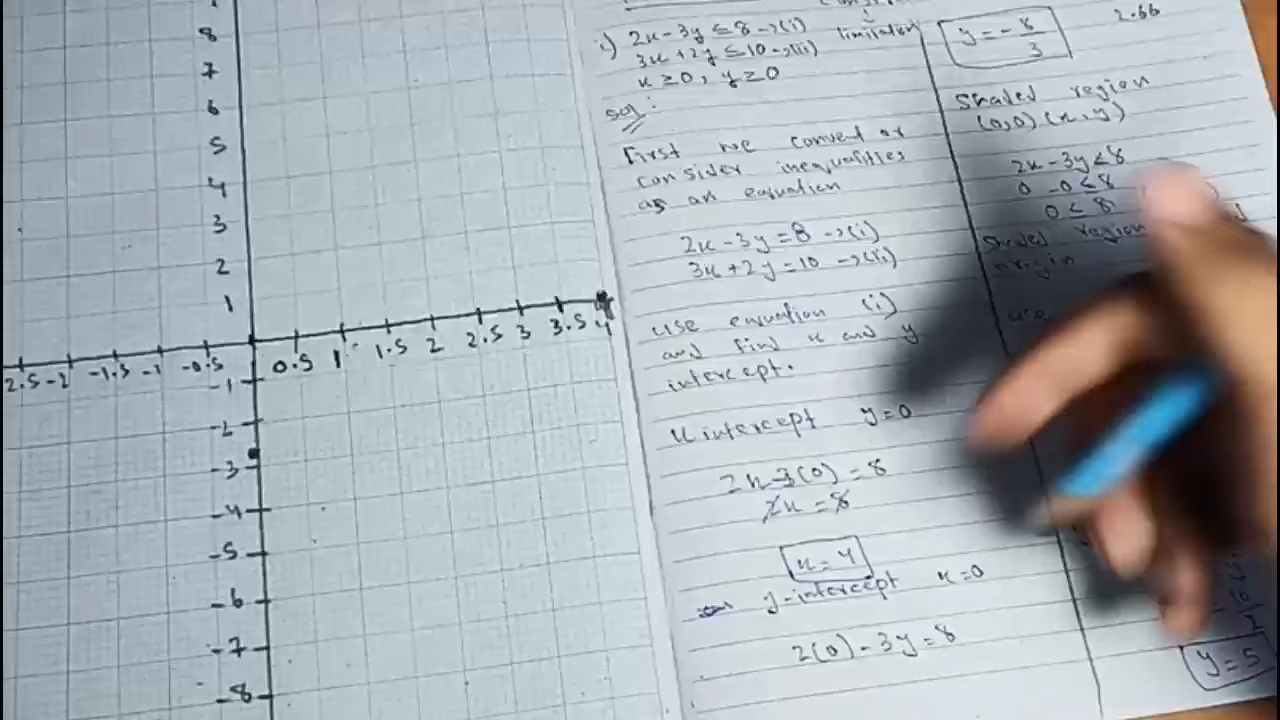 8
7
6
5
4
3
2
1
2.5 -2 -1.5 -1 -0.5 0.5 1 1.5 2 2.5 3 3.5 4
-1
-2
-3
-4
-5
-6
-7
-8
i) 2x-3y≤8→(i)
3x+2y≤10→(ii) limitation
x≥0, y≥0
sol:
First we convert or
consider inequalities
as an equation
2x-3y=8→(i)
3x+2y=10→(ii)
use equation (i)
and find x and y
intercept.
x intercept y=0
2x-3(0)=8
2x=8
x=4
y-intercept x=0
2(0)-3y=8
y=-8/3
2.66
shaded region
(0,0) (x,y)
2x-3y≤8
0-0≤8
0≤8
shaded region
origin
use
y=5